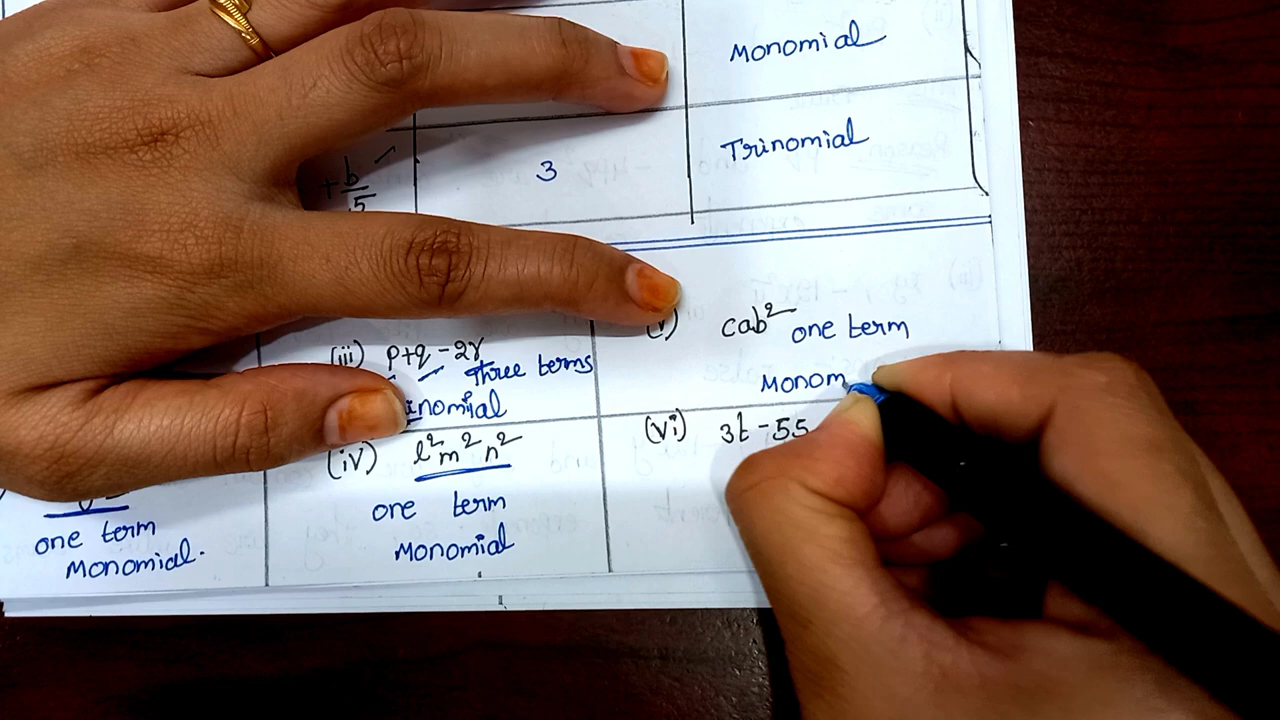 Monomial
+ b/5 3 Trinomial
(iii) p+q - 2r
Three terms
inomial
(iv) l²m²n²
one term
Monomial
one term
Monomial.
(v) cab² one term
Monom
(vi) 3t - 55